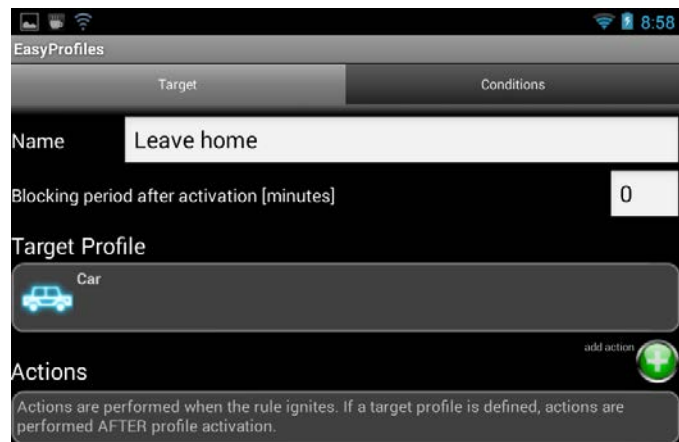 8:58
EasyProfiles
Target Conditions
Name Leave home
Blocking period after activation [minutes] 0
Target Profile
Car
add action
Actions
Actions are performed when the rule ignites. If a target profile is defined, actions are
performed AFTER profile activation.